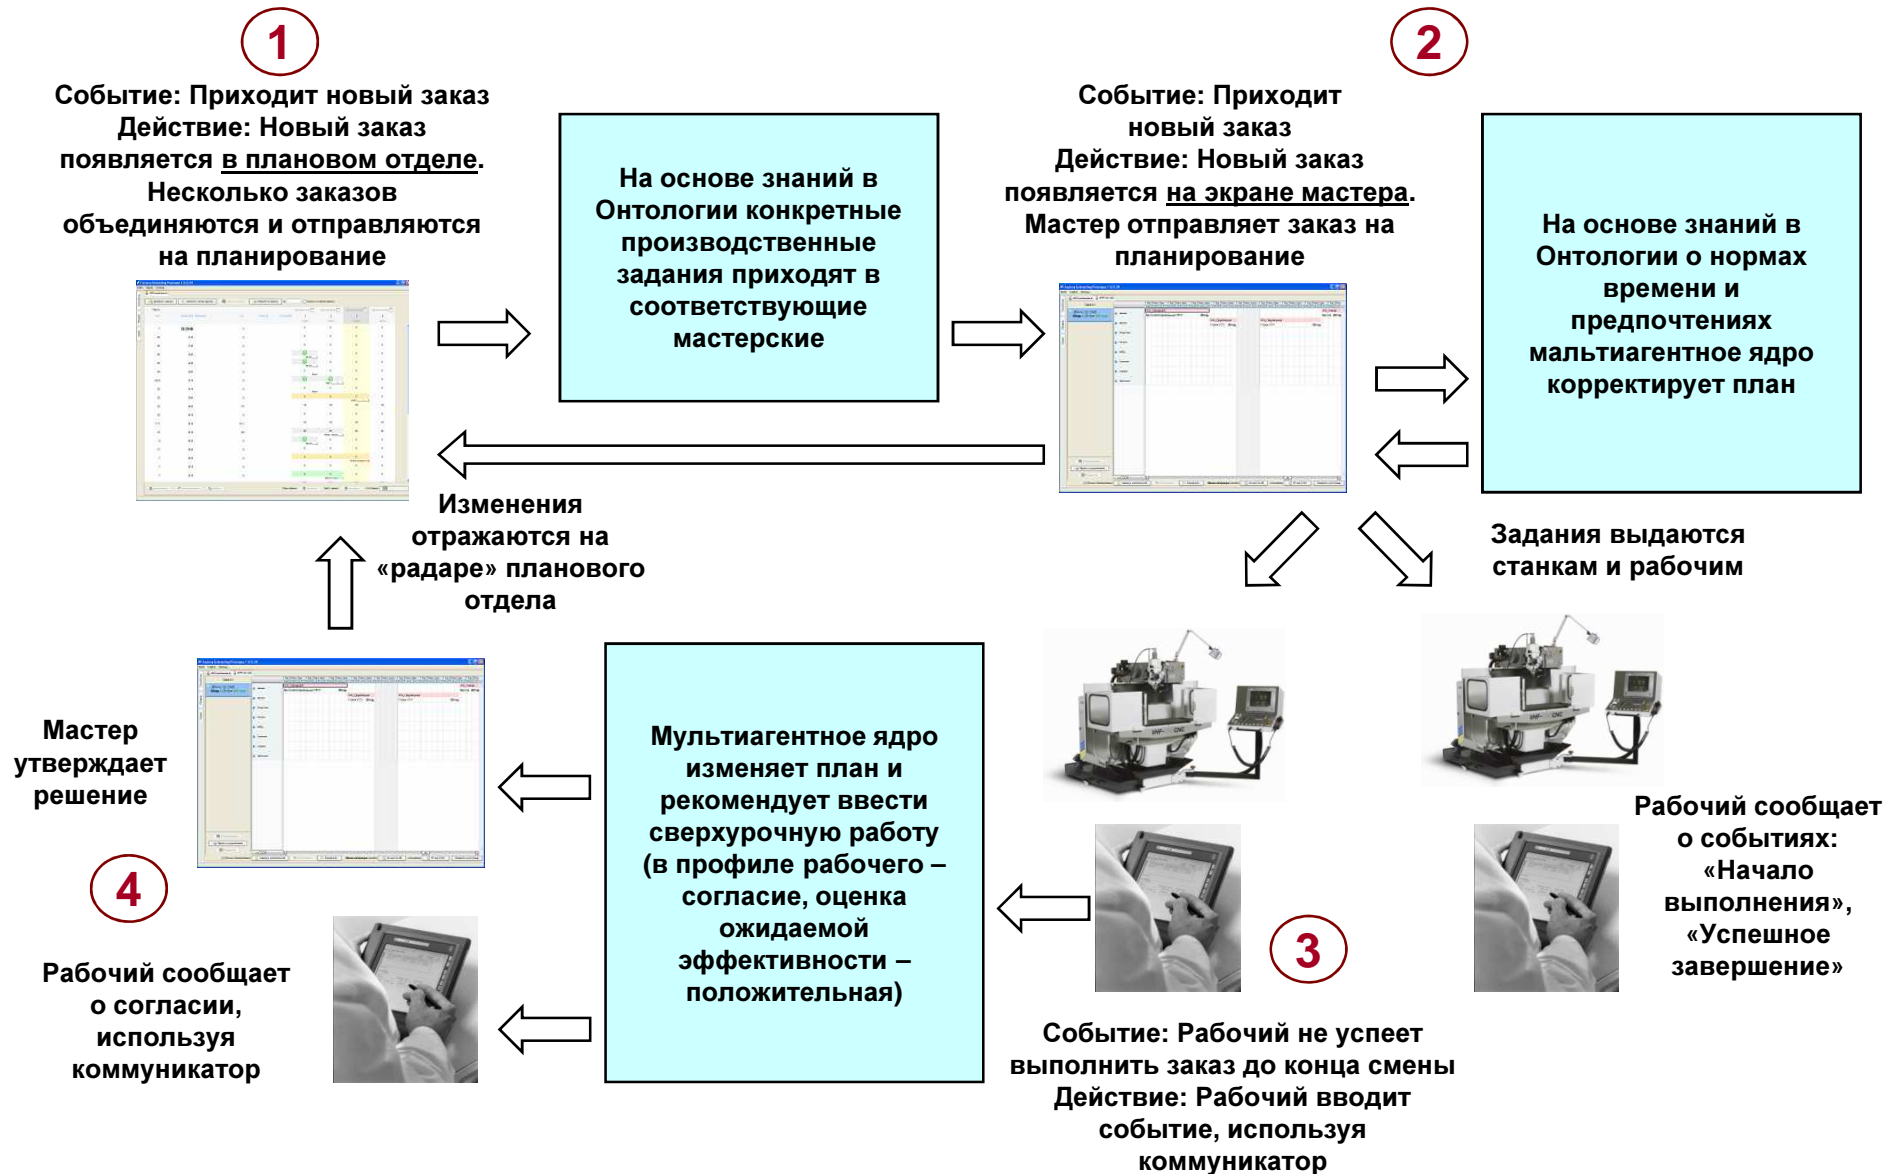 1
Событие: Приходит новый заказ
Действие: Новый заказ
появляется в плановом отделе.
Несколько заказов
объединяются и отправляются
на планирование
На основе знаний в
Онтологии конкретные
производственные
задания приходят в
соответствующие
мастерские
2
Событие: Приходит
новый заказ
Действие: Новый заказ
появляется на экране мастера.
Мастер отправляет заказ на
планирование
На основе знаний в
Онтологии о нормах
времени и
предпочтениях
мальтиагентное ядро
корректирует план
Изменения
отражаются на
«радаре» планового
отдела
Задания выдаются
станкам и рабочим
Рабочий сообщает
о событиях:
«Начало
выполнения»,
«Успешное
завершение»
3
Событие: Рабочий не успеет
выполнить заказ до конца смены
Действие: Рабочий вводит
событие, используя
коммуникатор
Мультиагентное ядро
изменяет план и
рекомендует ввести
сверхурочную работу
(в профиле рабочего –
согласие, оценка
ожидаемой
эффективности –
положительная)
Мастер
утверждает
решение
4
Рабочий сообщает
о согласии,
используя
коммуникатор